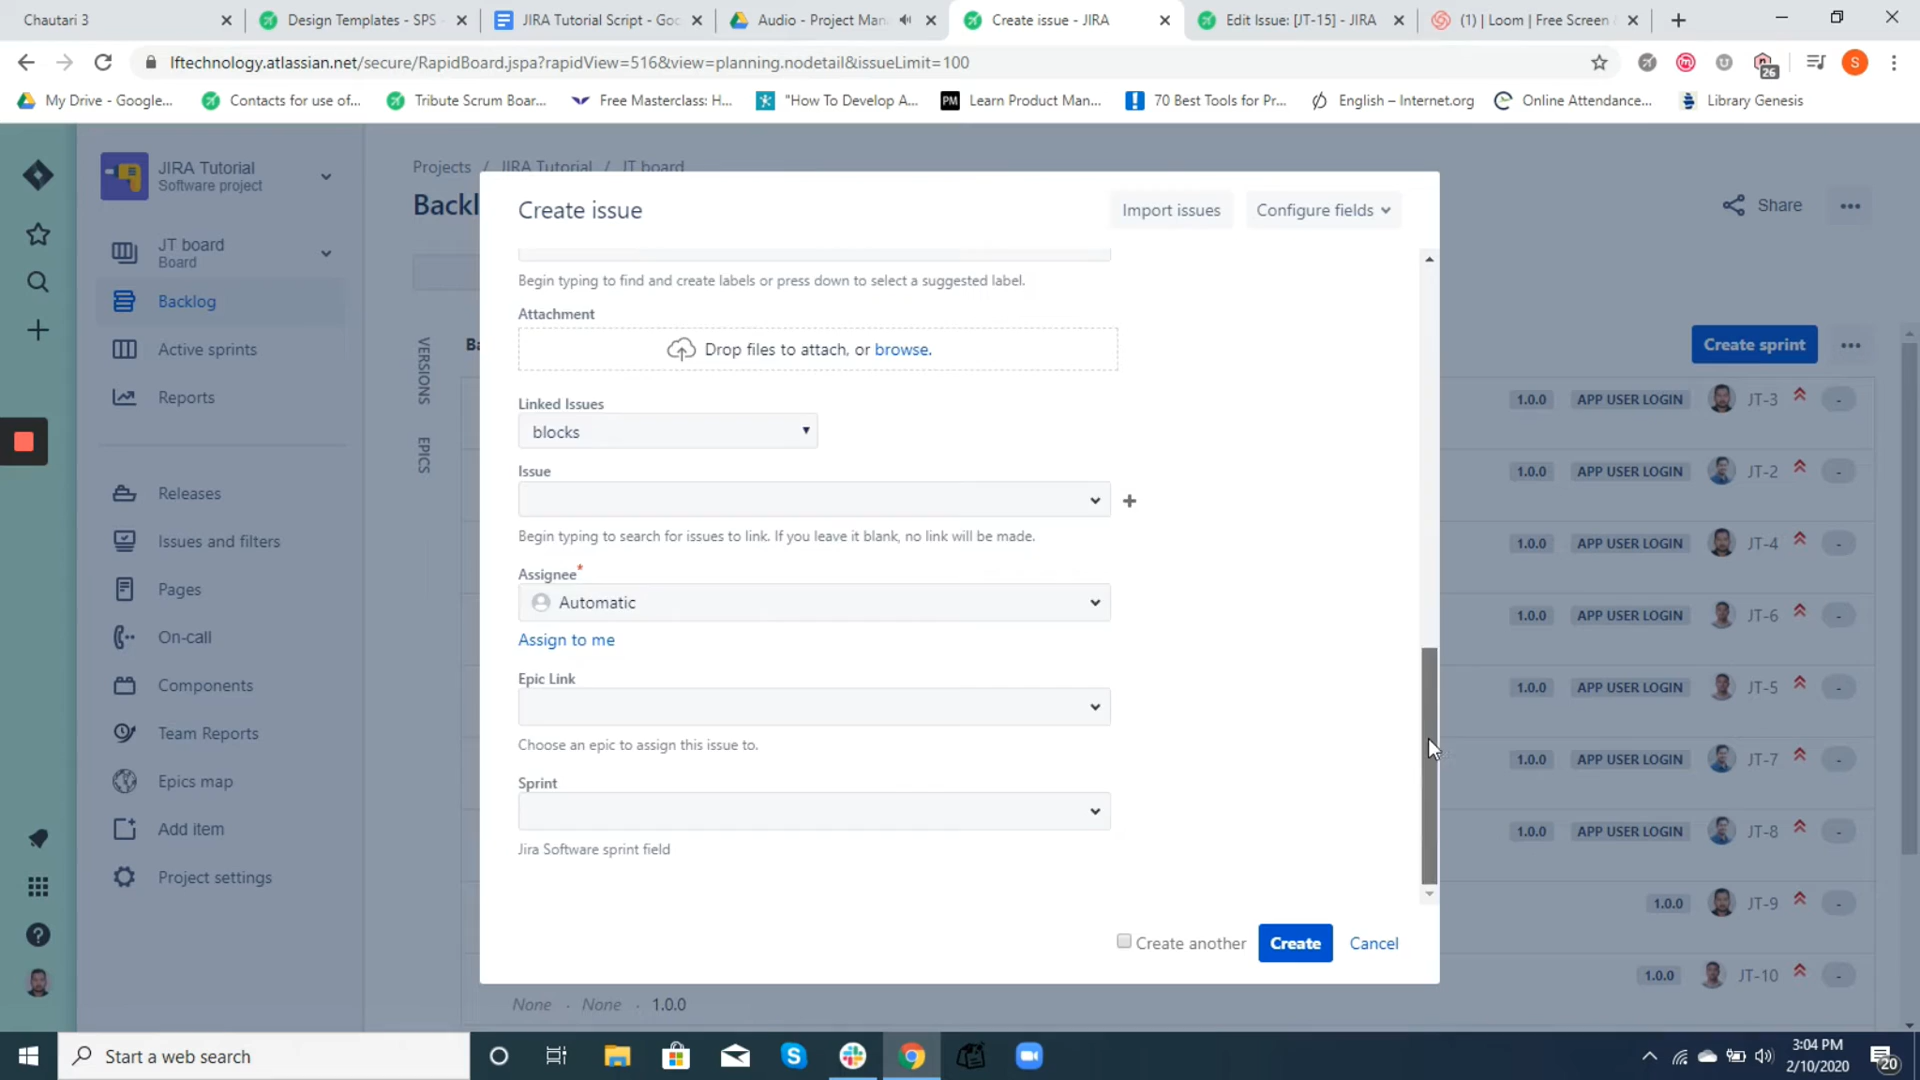 Chautari 3
Design Templates - SPS -
JIRA Tutorial Script - Goo
Audio - Project Man
Create issue - JIRA
Edit Issue: [JT-15] - JIRA
(1) | Loom | Free Screen
lftechnology.atlassian.net/secure/RapidBoard.jspa?rapidView=516&view=planning.nodetail&issueLimit=100
26
S
My Drive - Google...
Contacts for use of...
Tribute Scrum Boar...
Free Masterclass: H...
"How To Develop A...
PM
Learn Product Man...
70 Best Tools for Pr...
English – Internet.org
Online Attendance...
Library Genesis
JIRA Tutorial
Software project
JT board
Board
Backlog
Active sprints
Reports
Releases
Issues and filters
Pages
On-call
Components
Team Reports
Epics map
Add item
Project settings
Projects / JIRA Tutorial / JT board
Backl
Share
VERSIONS
EPICS
Ba
Create sprint
Create issue
Import issues
Configure fields
Begin typing to find and create labels or press down to select a suggested label.
Attachment
Drop files to attach, or browse.
Linked Issues
blocks
Issue
Begin typing to search for issues to link. If you leave it blank, no link will be made.
Assignee*
Automatic
Assign to me
Epic Link
Choose an epic to assign this issue to.
Sprint
Jira Software sprint field
Create another
Create
Cancel
1.0.0 APP USER LOGIN JT-3 -
1.0.0 APP USER LOGIN JT-2 -
1.0.0 APP USER LOGIN JT-4 -
1.0.0 APP USER LOGIN JT-6 -
1.0.0 APP USER LOGIN JT-5 -
1.0.0 APP USER LOGIN JT-7 -
1.0.0 APP USER LOGIN JT-8 -
1.0.0 JT-9 -
1.0.0 JT-10 -
None · None · 1.0.0
Start a web search
3:04 PM
2/10/2020
20